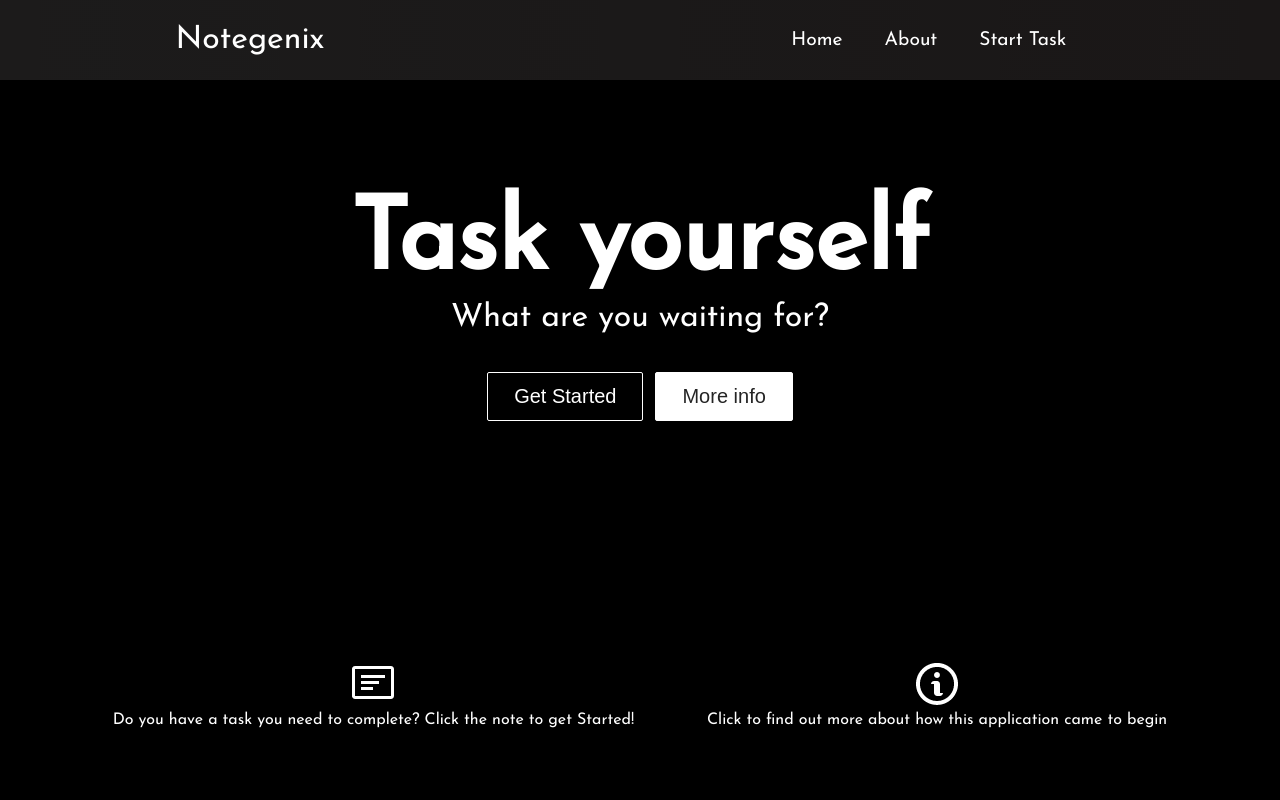 Notegenix
Home About Start Task
Task yourself
What are you waiting for?
Get Started More info
Do you have a task you need to complete? Click the note to get Started!
Click to find out more about how this application came to begin